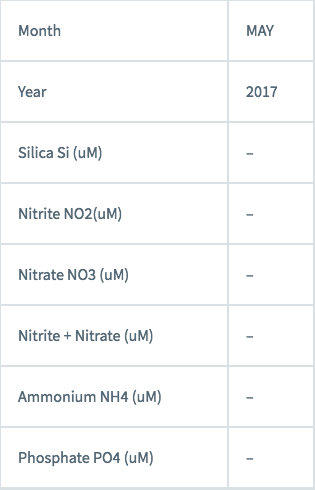 Month MAY
Year 2017
Silica Si (uM) –
Nitrite NO2(uM) –
Nitrate NO3 (uM) –
Nitrite + Nitrate (uM) –
Ammonium NH4 (uM) –
Phosphate PO4 (uM) –